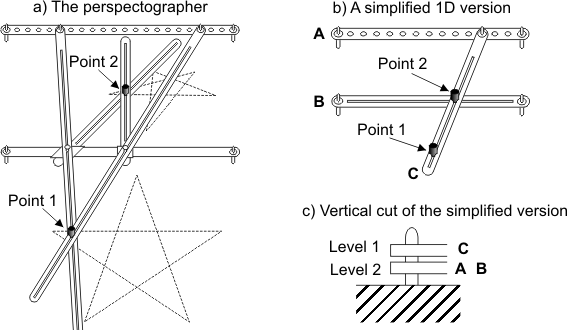 a) The perspectographer
Point 2
Point 1
b) A simplified 1D version
A
Point 2
B
Point 1
C
c) Vertical cut of the simplified version
Level 1 C
Level 2 A B